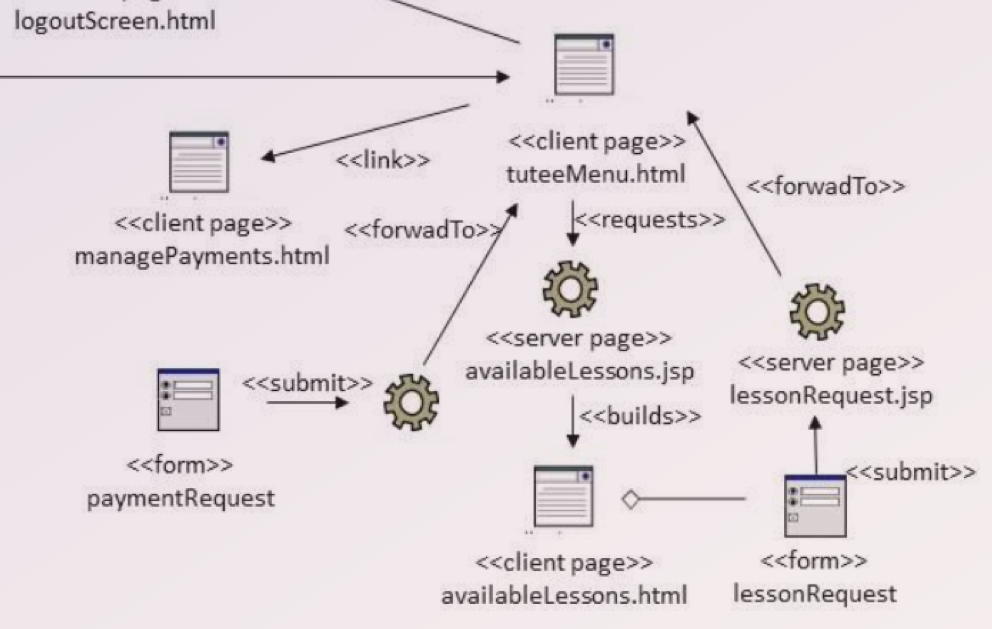 logoutScreen.html
<<client page>>
tuteeMenu.html
<<link>>
<<forwadTo>>
<<client page>>
managePayments.html
<<forwadTo>>
<<requests>>
<<server page>>
availableLessons.jsp
<<server page>>
lessonRequest.jsp
<<submit>>
<<builds>>
<<form>>
paymentRequest
<<submit>>
<<client page>>
availableLessons.html
<<form>>
lessonRequest